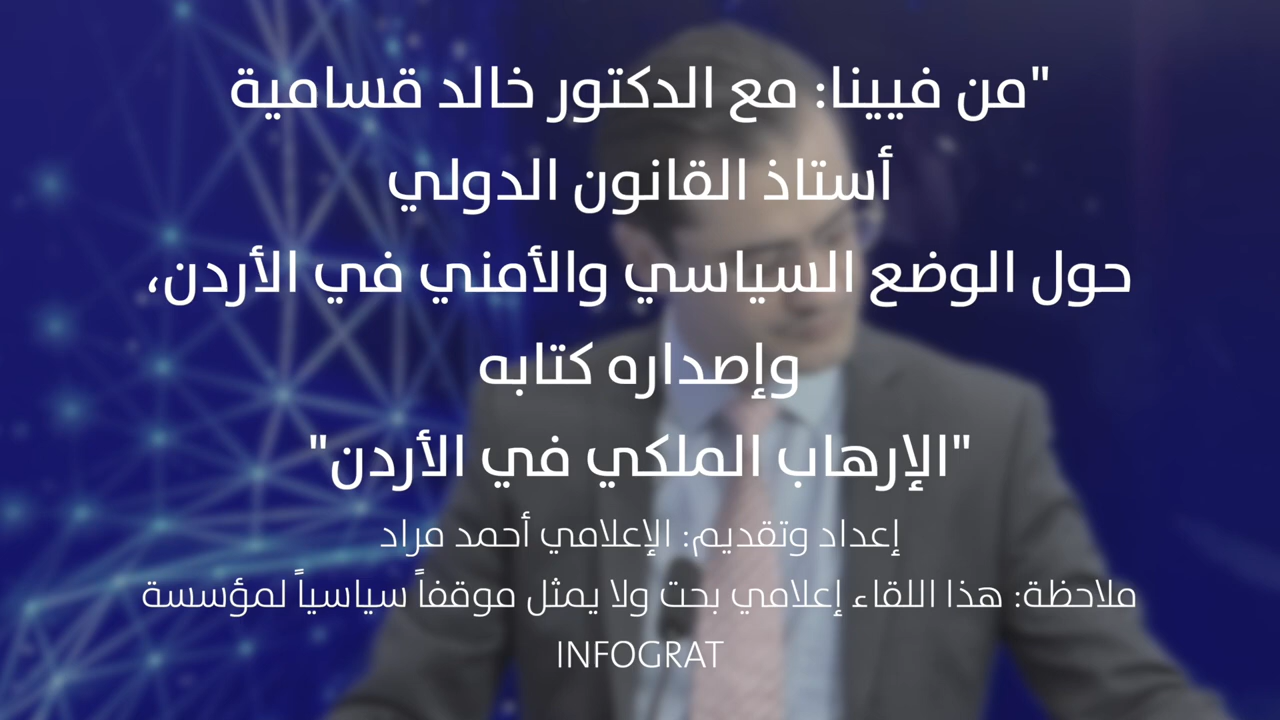 "من فيينا: مع الدكتور خالد قسامية
أستاذ القانون الدولي
حول الوضع السياسي والأمني في الأردن،
وإصداره كتابه
"الإرهاب الملكي في الأردن"
إعداد وتقديم: الإعلامي أحمد مراد
ملاحظة: هذا اللقاء إعلامي بحت ولا يمثل موقفاً سياسياً لمؤسسة
INFOGRAT